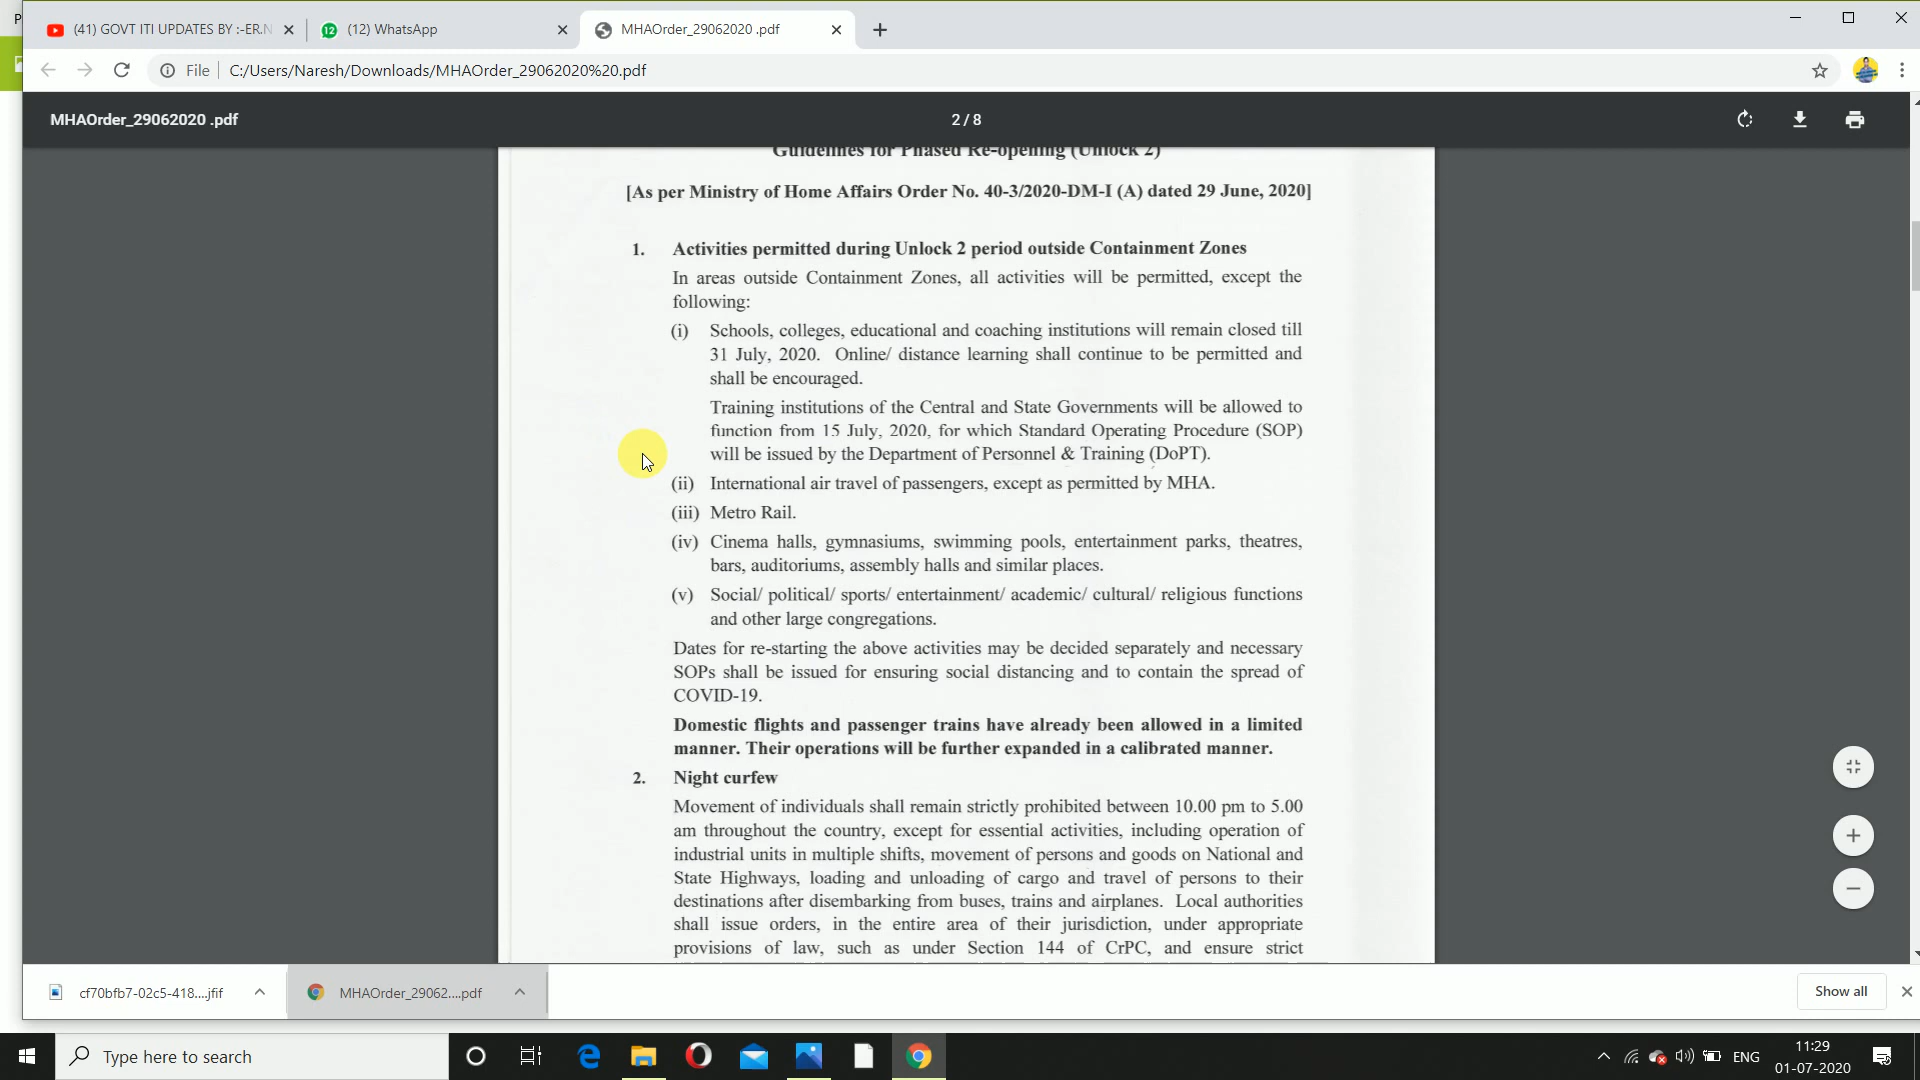 (41) GOVT ITI UPDATES BY :-ER.N
(12) WhatsApp
MHAOrder_29062020 .pdf
File
C:/Users/Naresh/Downloads/MHAOrder_29062020%20.pdf
MHAOrder_29062020 .pdf
2 / 8
Guidelines for Phased Re-opening (Unlock 2)
[As per Ministry of Home Affairs Order No. 40-3/2020-DM-I (A) dated 29 June, 2020]
1. Activities permitted during Unlock 2 period outside Containment Zones
In areas outside Containment Zones, all activities will be permitted, except the
following:
(i) Schools, colleges, educational and coaching institutions will remain closed till
31 July, 2020. Online/ distance learning shall continue to be permitted and
shall be encouraged.
Training institutions of the Central and State Governments will be allowed to
function from 15 July, 2020, for which Standard Operating Procedure (SOP)
will be issued by the Department of Personnel & Training (DoPT).
(ii) International air travel of passengers, except as permitted by MHA.
(iii) Metro Rail.
(iv) Cinema halls, gymnasiums, swimming pools, entertainment parks, theatres,
bars, auditoriums, assembly halls and similar places.
(v) Social/ political/ sports/ entertainment/ academic/ cultural/ religious functions
and other large congregations.
Dates for re-starting the above activities may be decided separately and necessary
SOPs shall be issued for ensuring social distancing and to contain the spread of
COVID-19.
Domestic flights and passenger trains have already been allowed in a limited
manner. Their operations will be further expanded in a calibrated manner.
2. Night curfew
Movement of individuals shall remain strictly prohibited between 10.00 pm to 5.00
am throughout the country, except for essential activities, including operation of
industrial units in multiple shifts, movement of persons and goods on National and
State Highways, loading and unloading of cargo and travel of persons to their
destinations after disembarking from buses, trains and airplanes. Local authorities
shall issue orders, in the entire area of their jurisdiction, under appropriate
provisions of law, such as under Section 144 of CrPC, and ensure strict
cf70bfb7-02c5-418....jfif
MHAOrder_29062....pdf
Show all
Type here to search
ENG
11:29
01-07-2020